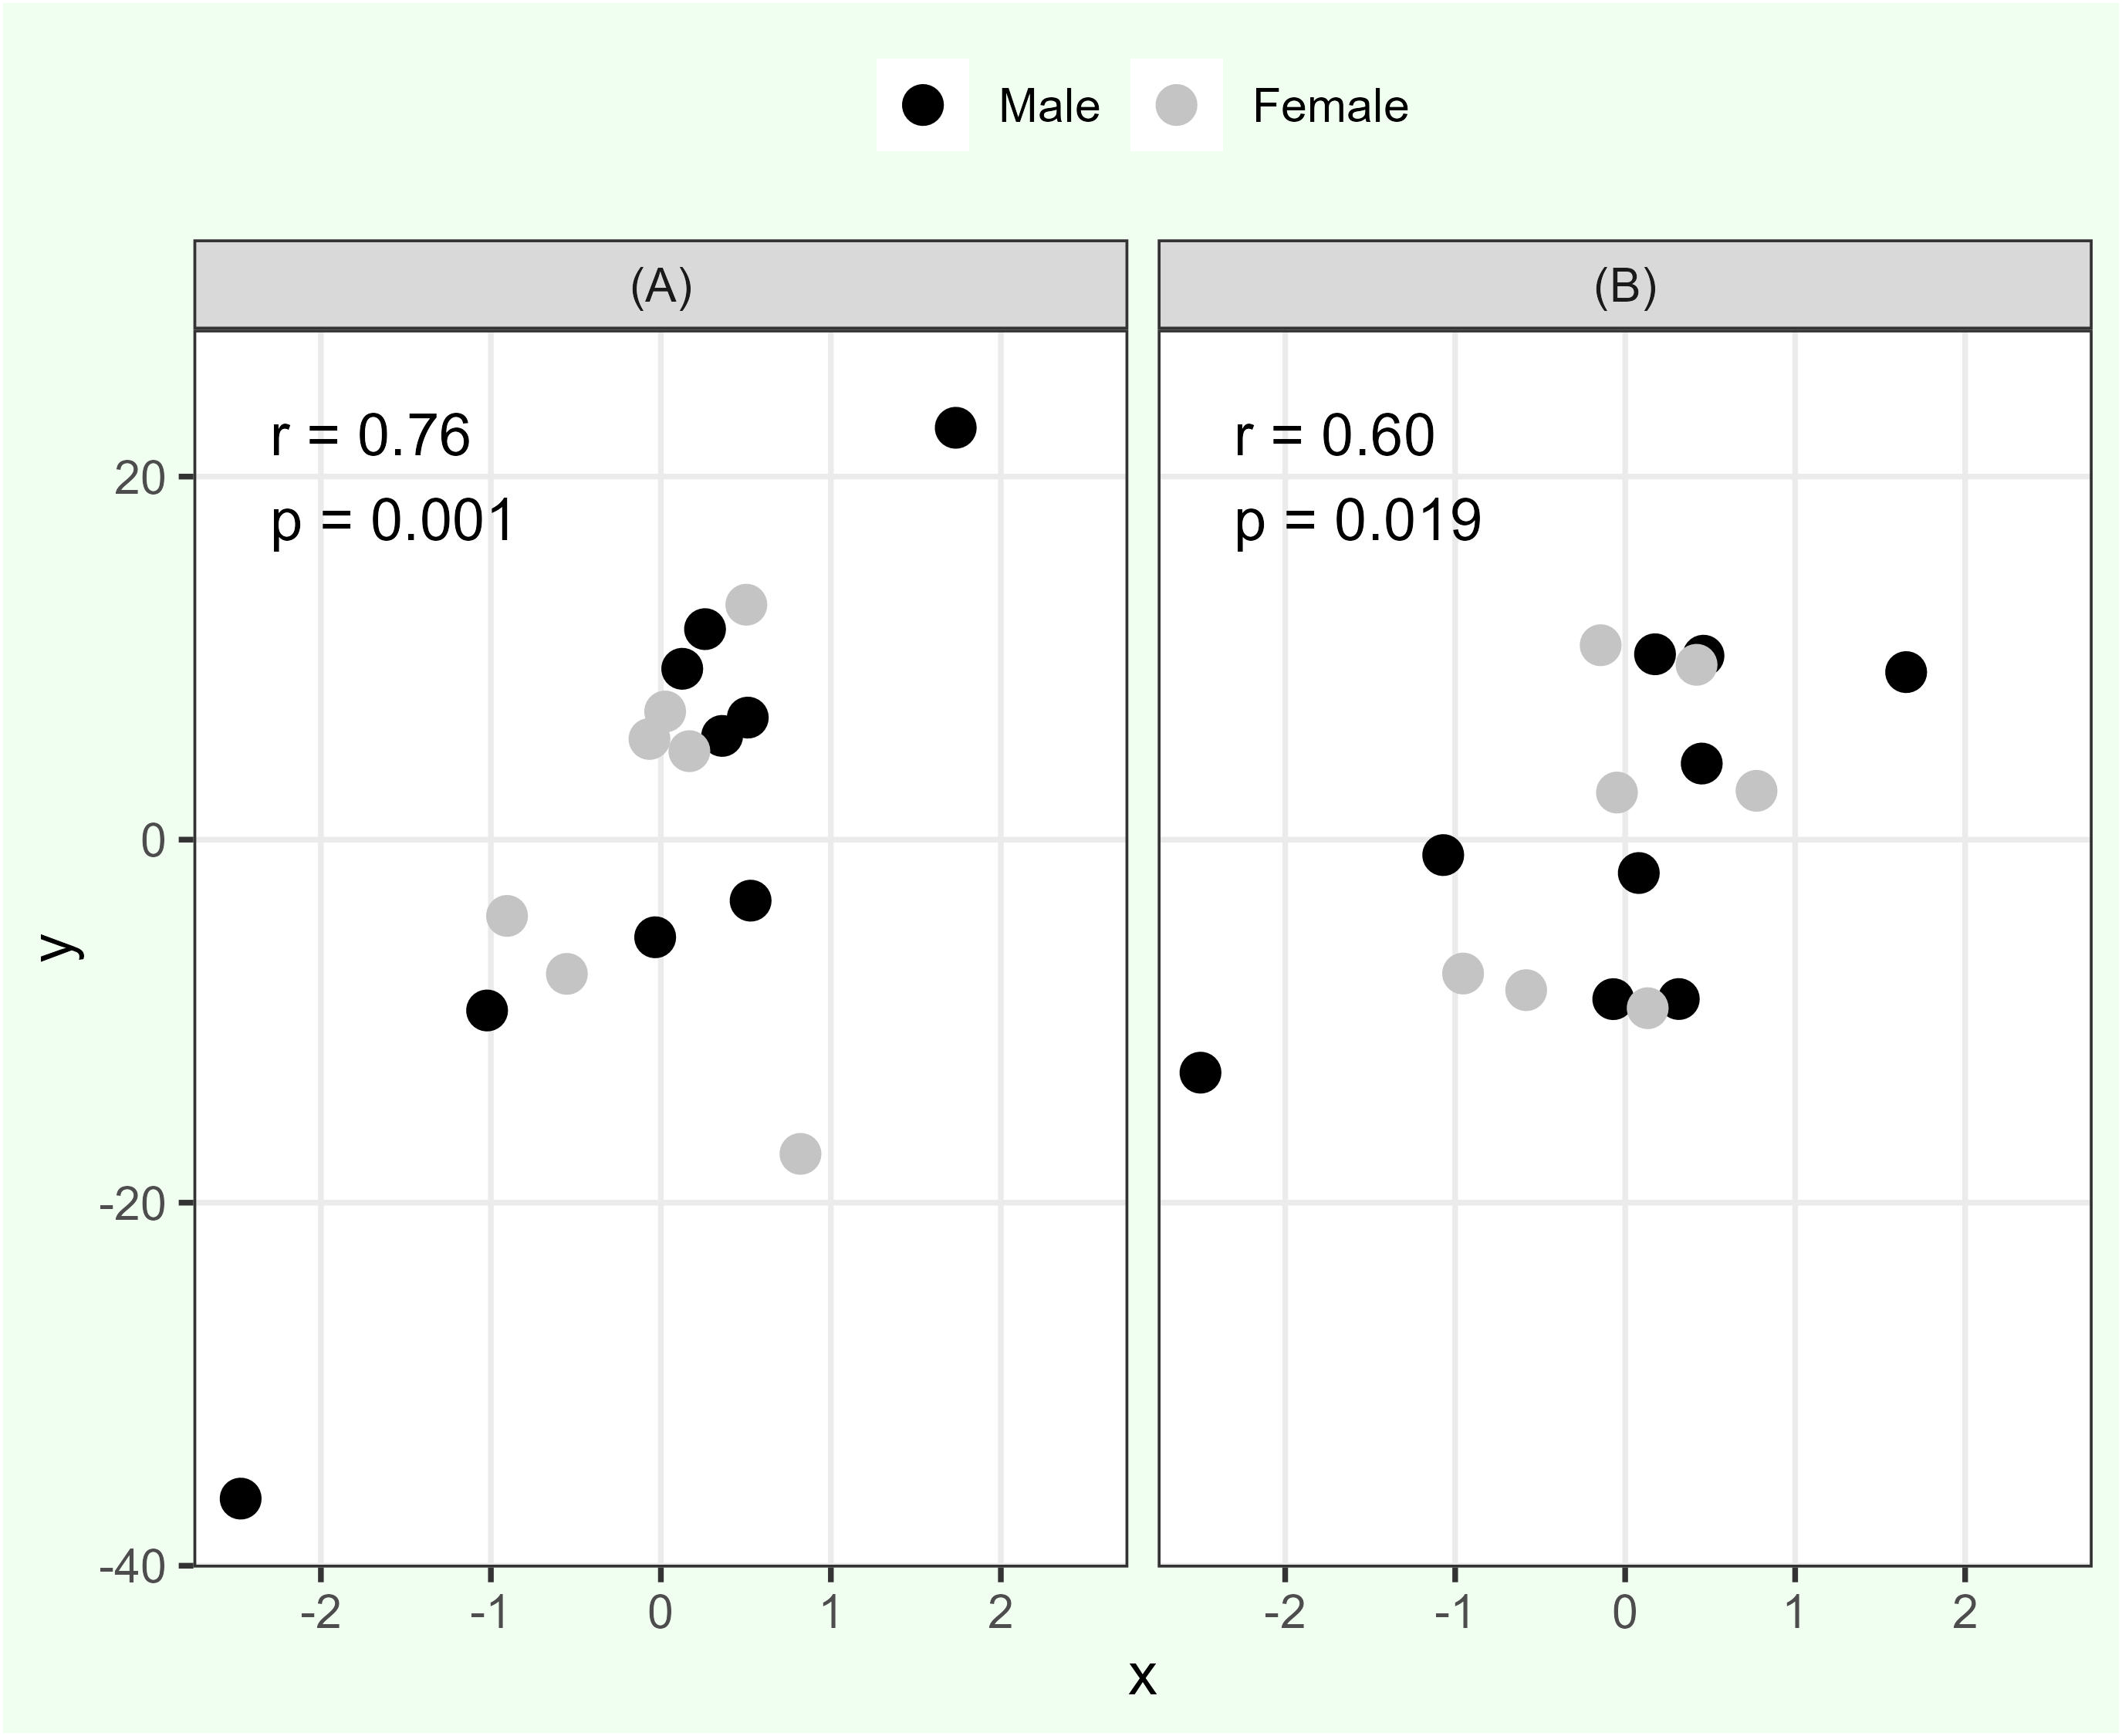 Male Female
(A) (B)
r = 0.76
p = 0.001
r = 0.60
p = 0.019
20
0
-20
-40
y
-2 -1 0 1 2
-2 -1 0 1 2
x